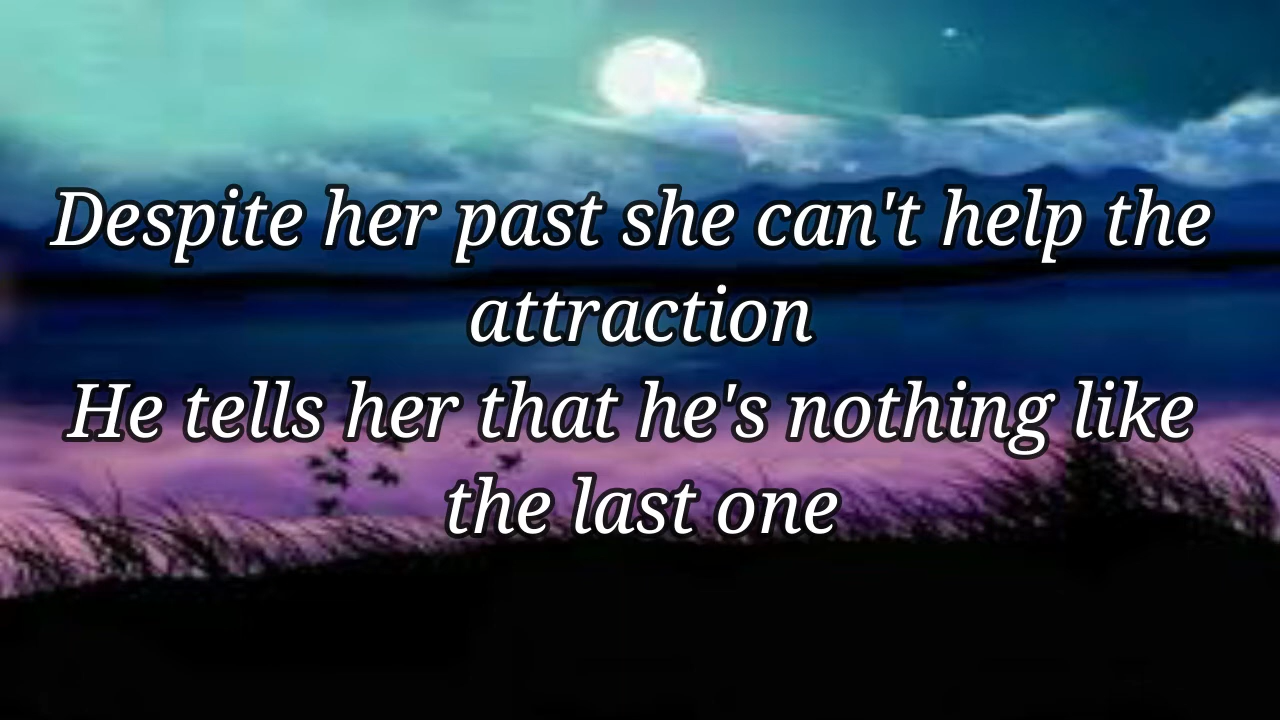 Despite her past she can't help the
attraction
He tells her that he's nothing like
the last one